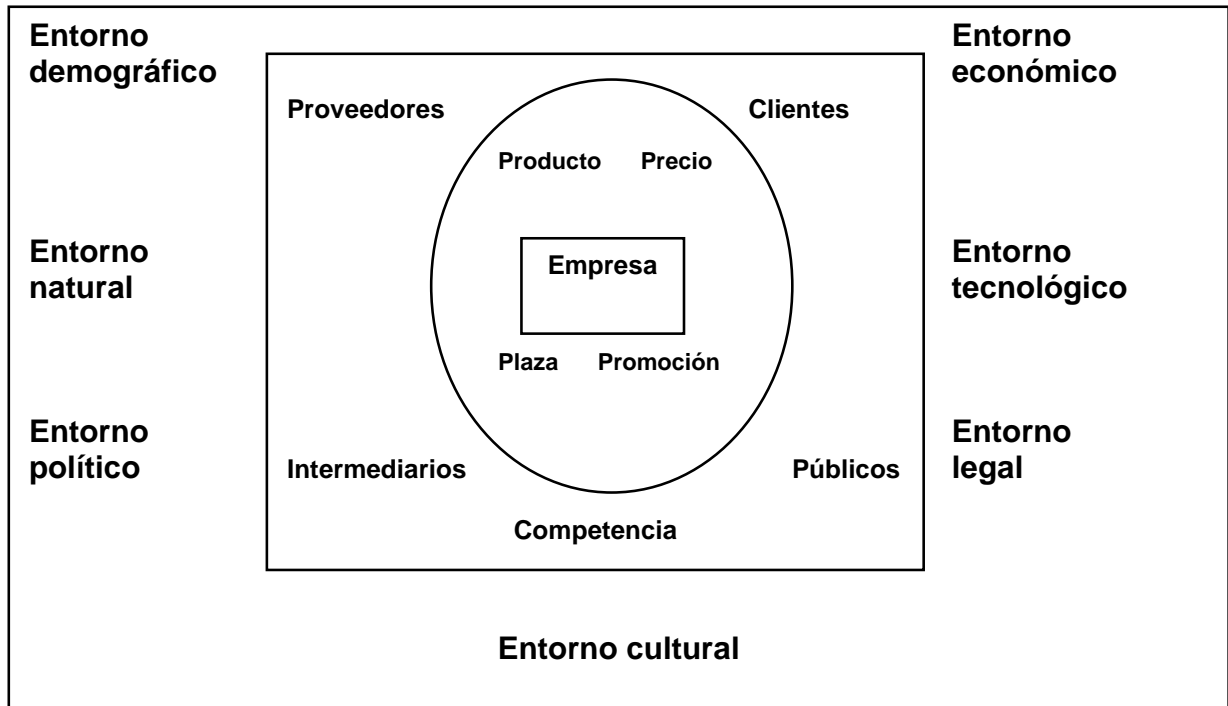 Entorno
demográfico
Entorno
económico
Proveedores
Clientes
Producto Precio
Entorno
natural
Empresa
Entorno
tecnológico
Plaza Promoción
Entorno
político
Entorno
legal
Intermediarios
Públicos
Competencia
Entorno cultural